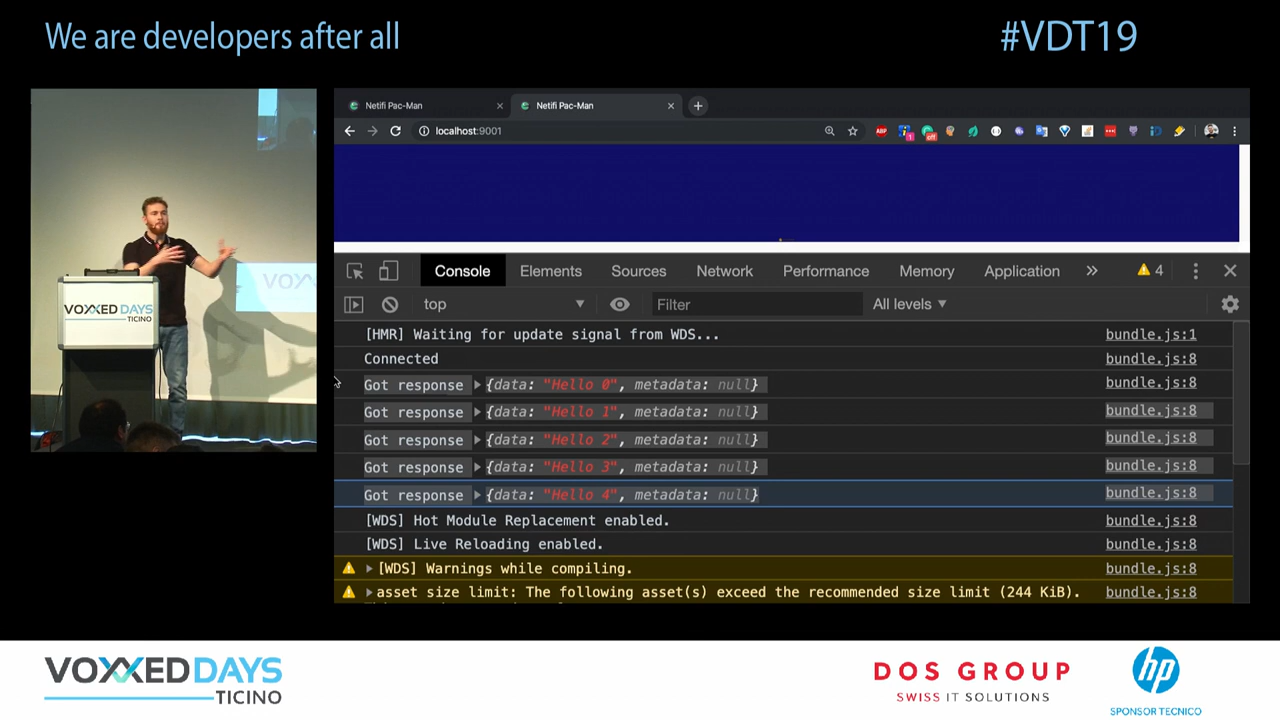 We are developers after all
#VDT19
Netifi Pac-Man
Netifi Pac-Man
localhost:9001
Console Elements Sources Network Performance Memory Application » 4
top Filter All levels
[HMR] Waiting for update signal from WDS... bundle.js:1
Connected bundle.js:8
Got response {data: "Hello 0", metadata: null} bundle.js:8
Got response {data: "Hello 1", metadata: null} bundle.js:8
Got response {data: "Hello 2", metadata: null} bundle.js:8
Got response {data: "Hello 3", metadata: null} bundle.js:8
Got response {data: "Hello 4", metadata: null} bundle.js:8
[WDS] Hot Module Replacement enabled. bundle.js:8
[WDS] Live Reloading enabled. bundle.js:8
[WDS] Warnings while compiling. bundle.js:8
asset size limit: The following asset(s) exceed the recommended size limit (244 KiB). bundle.js:8
VOXXED DAYS
TICINO
VOXXED DAYS
TICINO
DOS GROUP
SWISS IT SOLUTIONS
hp
SPONSOR TECNICO